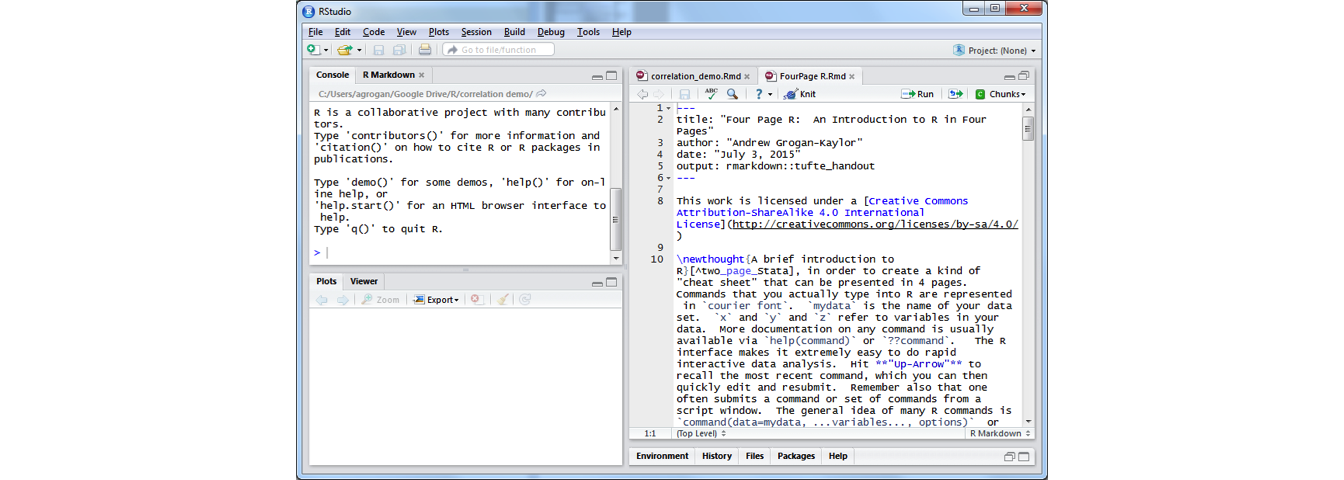 RStudio
File Edit Code View Plots Session Build Debug Tools Help
Go to file/function
Project: (None)
Console R Markdown
C:/Users/agrogan/Google Drive/R/correlation demo/
R is a collaborative project with many contribu
tors.
Type 'contributors()' for more information and
'citation()' on how to cite R or R packages in
publications.
Type 'demo()' for some demos, 'help()' for on-l
ine help, or
'help.start()' for an HTML browser interface to
help.
Type 'q()' to quit R.
>
Plots Viewer
Zoom Export
correlation_demo.Rmd FourPage R.Rmd
ABC ? Knit Run Chunks
1 ---
2 title: "Four Page R:  An Introduction to R in Four
Pages"
3 author: "Andrew Grogan-Kaylor"
4 date: "July 3, 2015"
5 output: rmarkdown::tufte_handout
6 ---
7
8 This work is licensed under a [Creative Commons
Attribution-ShareAlike 4.0 International
License](http://creativecommons.org/licenses/by-sa/4.0/
)
9
10 \newthought{A brief introduction to
R}[^two_page_Stata], in order to create a kind of
"cheat sheet" that can be presented in 4 pages.
Commands that you actually type into R are represented
in `courier font`.  `mydata` is the name of your data
set.  `x` and `y` and `z` refer to variables in your
data.  More documentation on any command is usually
available via `help(command)` or `??command`.   The R
interface makes it extremely easy to do rapid
interactive data analysis.  Hit **"Up-Arrow"** to
recall the most recent command, which you can then
quickly edit and resubmit.  Remember also that one
often submits a command or set of commands from a
script window.  The general idea of many R commands is
`command(data=mydata, ...variables..., options)`  or
1:1 (Top Level) R Markdown
Environment History Files Packages Help